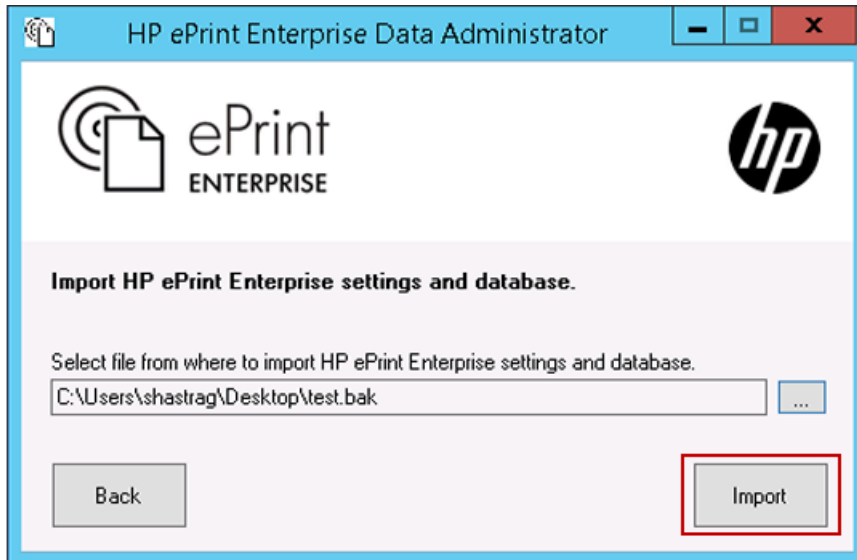 HP ePrint Enterprise Data Administrator
x
ePrint
ENTERPRISE
hp
Import HP ePrint Enterprise settings and database.
Select file from where to import HP ePrint Enterprise settings and database.
C:\Users\shastrag\Desktop\test.bak
...
Back
Import